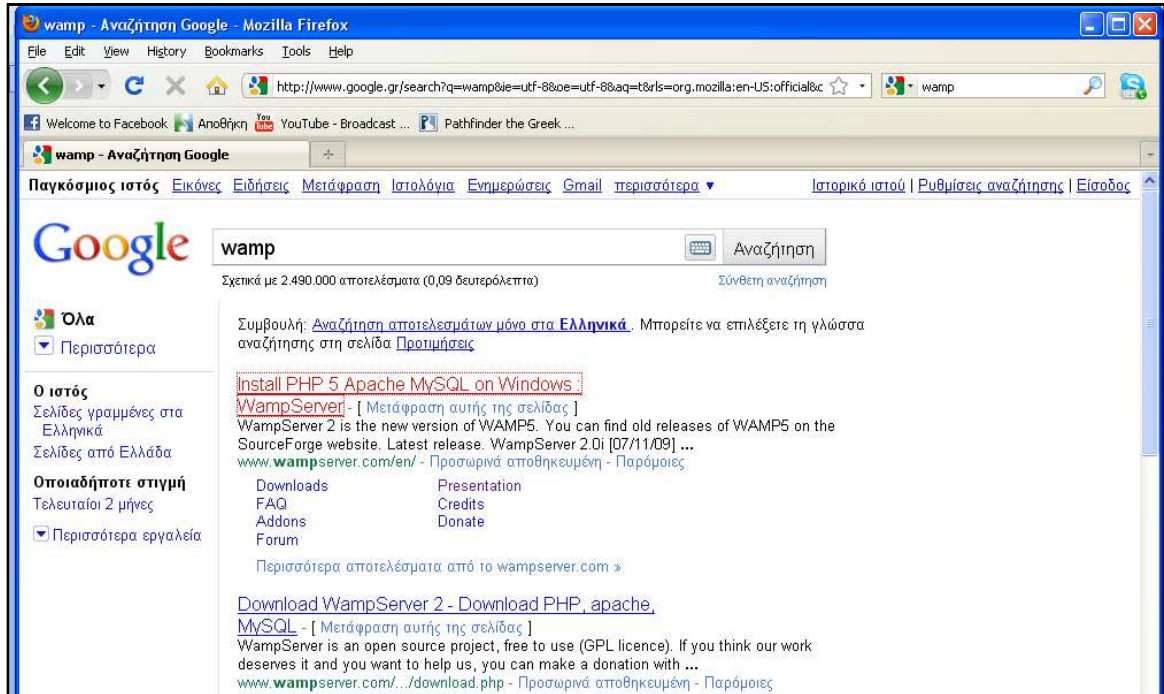 wamp - Αναζήτηση Google - Mozilla Firefox
File Edit View History Bookmarks Tools Help
http://www.google.gr/search?q=wamp&ie=utf-8&oe=utf-8&aq=t&rls=org.mozilla:en-US:official&c wamp
Welcome to Facebook Αποθήκη YouTube - Broadcast ... Pathfinder the Greek ...
wamp - Αναζήτηση Google
Παγκόσμιος ιστός Εικόνες Ειδήσεις Μετάφραση Ιστολόγια Ενημερώσεις Gmail περισσότερα ▼ Ιστορικό ιστού | Ρυθμίσεις αναζήτησης | Είσοδος
Google wamp Αναζήτηση
Σχετικά με 2.490.000 αποτελέσματα (0,09 δευτερόλεπτα) Σύνθετη αναζήτηση
Όλα
Περισσότερα
Ο ιστός
Σελίδες γραμμένες στα
Ελληνικά
Σελίδες από Ελλάδα
Οποιαδήποτε στιγμή
Τελευταίοι 2 μήνες
Περισσότερα εργαλεία
Συμβουλή: Αναζήτηση αποτελεσμάτων μόνο στα Ελληνικά . Μπορείτε να επιλέξετε τη γλώσσα
αναζήτησης στη σελίδα Προτιμήσεις
Install PHP 5 Apache MySQL on Windows :
WampServer - [ Μετάφραση αυτής της σελίδας ]
WampServer 2 is the new version of WAMP5. You can find old releases of WAMP5 on the
SourceForge website. Latest release. WampServer 2.0i [07/11/09] ...
www.wampserver.com/en/ - Προσωρινά αποθηκευμένη - Παρόμοιες
Downloads Presentation
FAQ Credits
Addons Donate
Forum
Περισσότερα αποτελέσματα από το wampserver.com »
Download WampServer 2 - Download PHP, apache,
MySQL - [ Μετάφραση αυτής της σελίδας ]
WampServer is an open source project, free to use (GPL licence). If you think our work
deserves it and you want to help us, you can make a donation with ...
www.wampserver.com/.../download.php - Προσωρινά αποθηκευμένη - Παρόμοιες